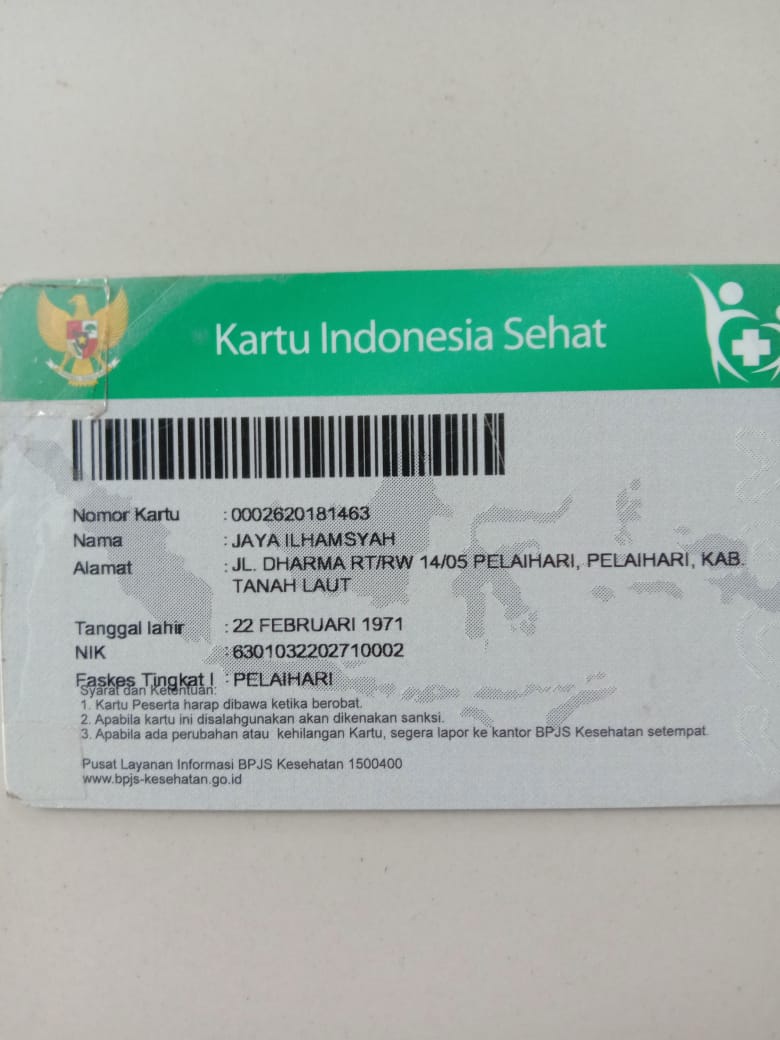 Kartu Indonesia Sehat
Nomor Kartu : 0002620181463
Nama : JAYA ILHAMSYAH
Alamat : JL. DHARMA RT/RW 14/05 PELAIHARI, PELAIHARI, KAB.
TANAH LAUT
Tanggal lahir : 22 FEBRUARI 1971
NIK : 6301032202710002
Faskes Tingkat I : PELAIHARI
Syarat dan Ketentuan:
1. Kartu Peserta harap dibawa ketika berobat.
2. Apabila kartu ini disalahgunakan akan dikenakan sanksi.
3. Apabila ada perubahan atau kehilangan Kartu, segera lapor ke kantor BPJS Kesehatan setempat.
Pusat Layanan Informasi BPJS Kesehatan 1500400
www.bpjs-kesehatan.go.id